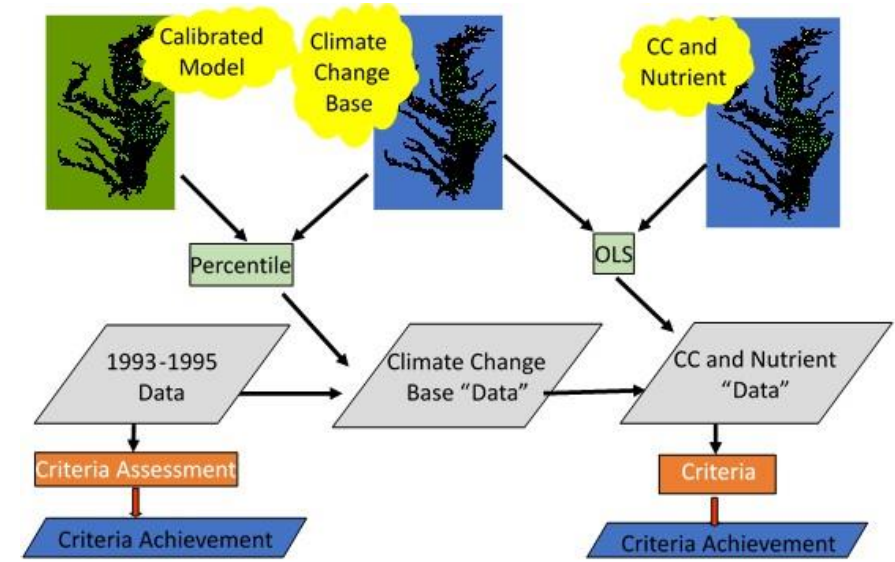 Calibrated
Model
Climate
Change
Base
CC and
Nutrient
Percentile
OLS
1993-1995
Data
Climate Change
Base “Data”
CC and Nutrient
“Data”
Criteria Assessment
Criteria
Criteria Achievement
Criteria Achievement